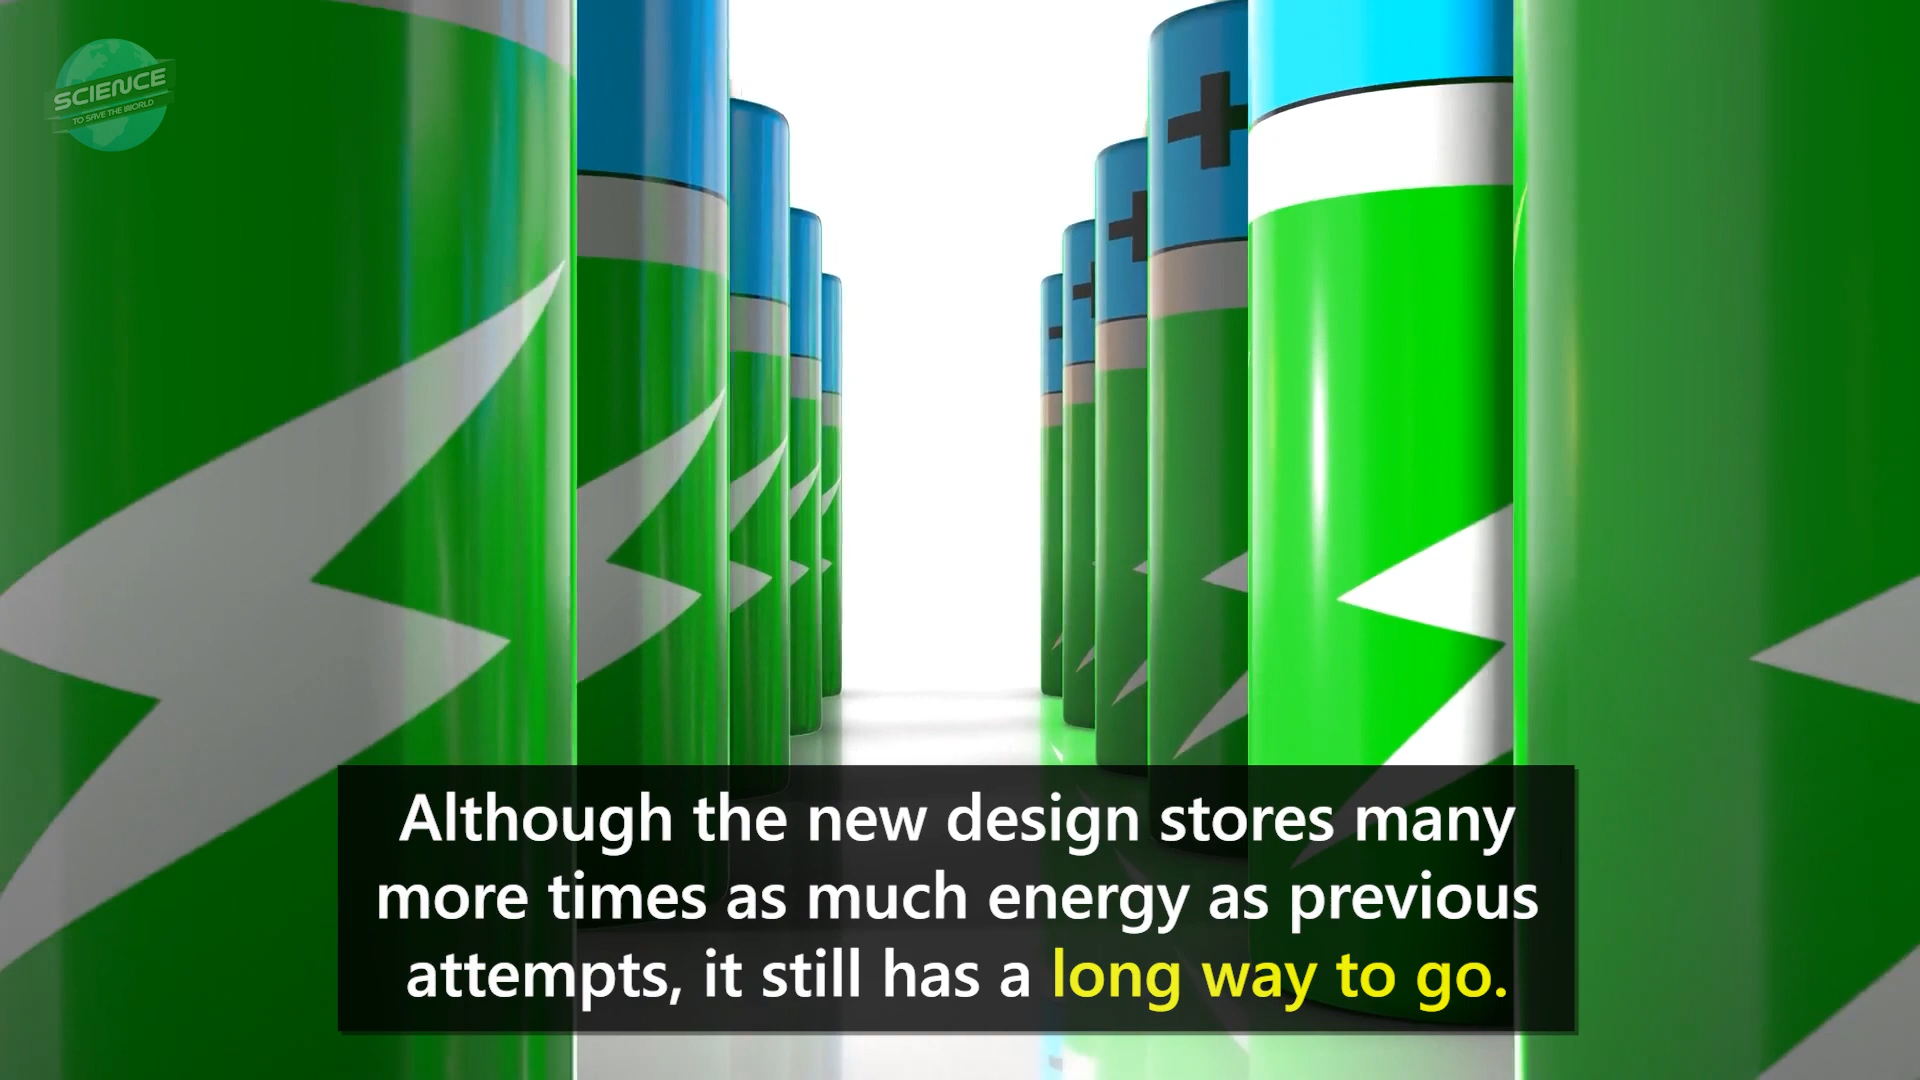 SCIENCE
TO SAVE THE WORLD
Although the new design stores many
more times as much energy as previous
attempts, it still has a long way to go.